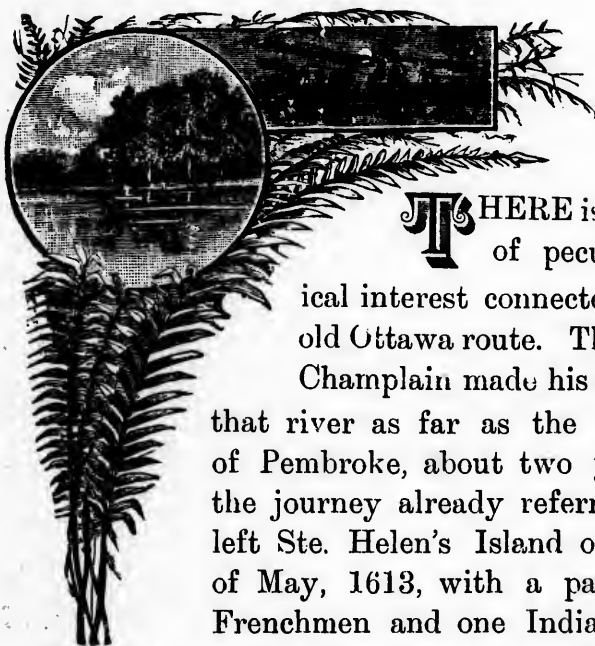 THERE is
of pecu
ical interest connecte
old Ottawa route. Th
Champlain made his
that river as far as the
of Pembroke, about two
the journey already refer
left Ste. Helen's Island o
of May, 1613, with a pa
Frenchmen and one India